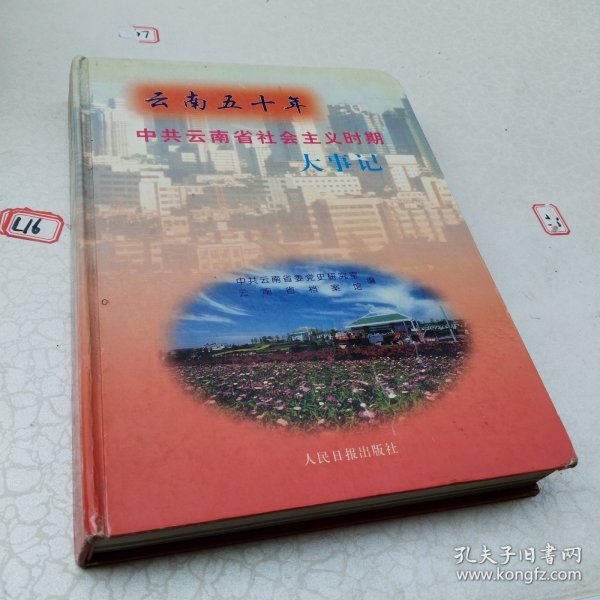 云南五十年
中共云南省社会主义时期
大事记
中共云南省委党史研究室
云南省档案馆
编
人民日报出版社
L16
孔夫子旧书网
www.kongfz.com